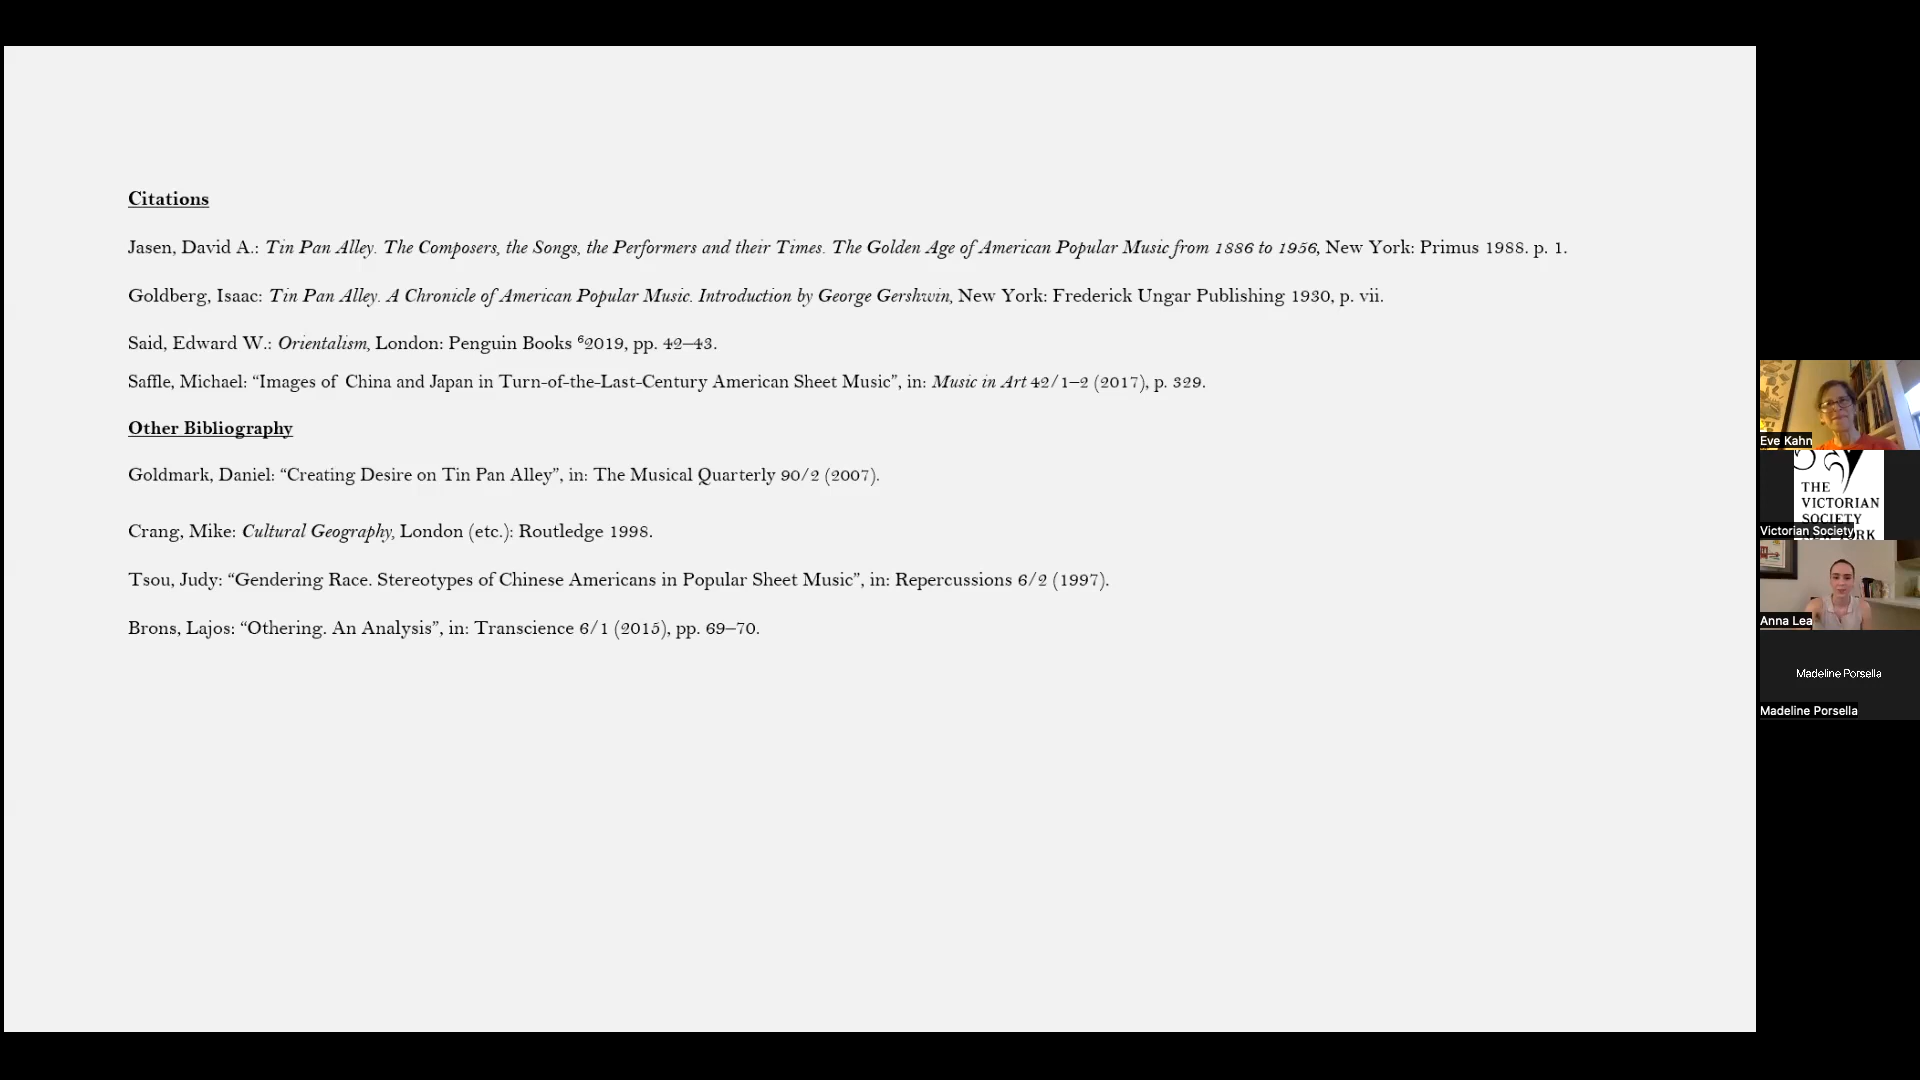 Citations
Jasen, David A.: Tin Pan Alley. The Composers, the Songs, the Performers and their Times. The Golden Age of American Popular Music from 1886 to 1956, New York: Primus 1988. p. 1.
Goldberg, Isaac: Tin Pan Alley. A Chronicle of American Popular Music. Introduction by George Gershwin, New York: Frederick Ungar Publishing 1930, p. vii.
Said, Edward W.: Orientalism, London: Penguin Books ⁶2019, pp. 42–43.
Saffle, Michael: “Images of China and Japan in Turn-of-the-Last-Century American Sheet Music”, in: Music in Art 42/1–2 (2017), p. 329.
Other Bibliography
Goldmark, Daniel: “Creating Desire on Tin Pan Alley”, in: The Musical Quarterly 90/2 (2007).
Crang, Mike: Cultural Geography, London (etc.): Routledge 1998.
Tsou, Judy: “Gendering Race. Stereotypes of Chinese Americans in Popular Sheet Music”, in: Repercussions 6/2 (1997).
Brons, Lajos: “Othering. An Analysis”, in: Transcience 6/1 (2015), pp. 69–70.
Eve Kahn
THE
VICTORIAN
SOCIETY
Victorian Society
Anna Lea
Madeline Porsella
Madeline Porsella